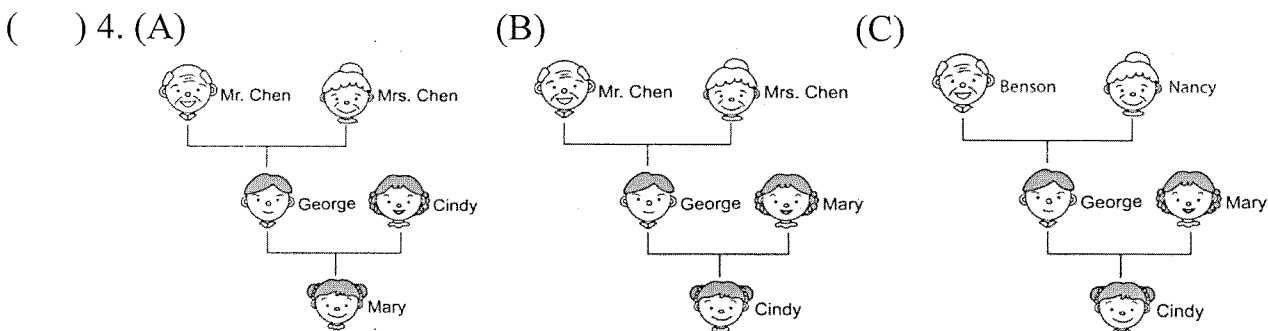 ( ) 4. (A) (B) (C)
Mr. Chen Mrs. Chen Mr. Chen Mrs. Chen Benson Nancy
George Cindy George Mary George Mary
Mary Cindy Cindy